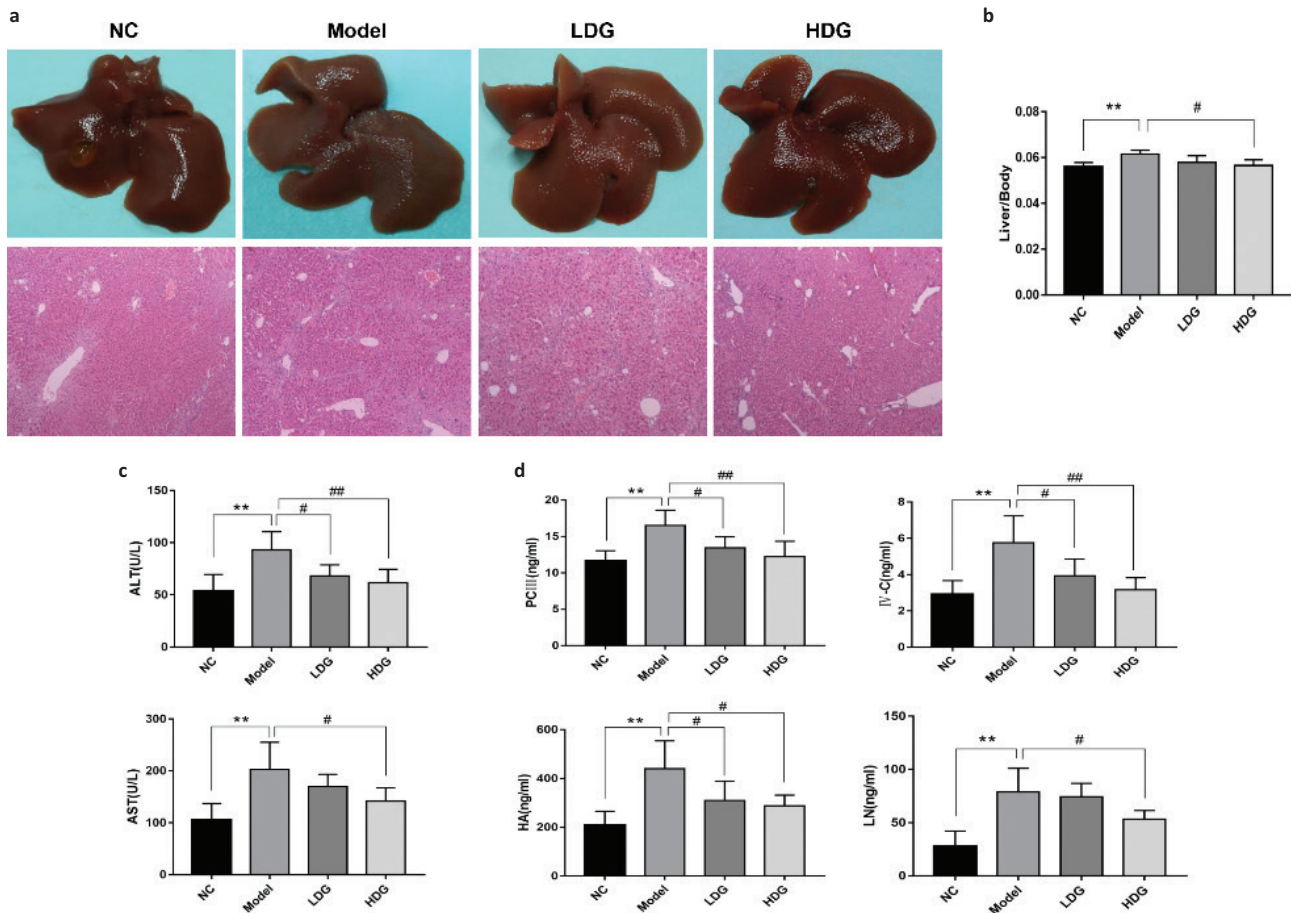 a
NC Model LDG HDG
b
** #
Liver/Body
0.08
0.06
0.04
0.02
0.00
NC Model LDG HDG
c
** # ##
ALT(U/L)
150
100
50
0
NC Model LDG HDG
** #
AST(U/L)
300
200
100
0
NC Model LDG HDG
d
** # ##
PCIII(ng/ml)
20
15
10
5
0
NC Model LDG HDG
** # ##
IV-C(ng/ml)
8
6
4
2
0
NC Model LDG HDG
** # #
HA(ng/ml)
600
400
200
0
NC Model LDG HDG
** #
LN(ng/ml)
150
100
50
0
NC Model LDG HDG